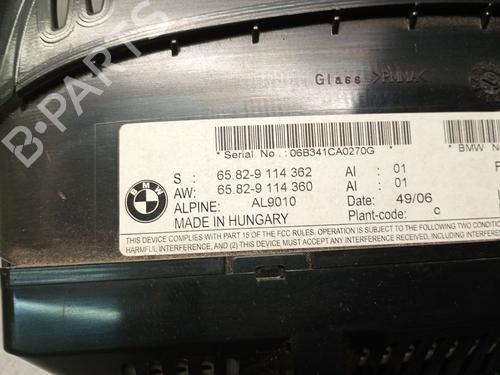 Glass >PMMA<
* Serial No. : 06B341CA0270G * * BMW
S : 65.82-9 114 362 AI : 01
AW: 65.82-9 114 360 AI : 01
ALPINE: AL9010 Date: 49/06
MADE IN HUNGARY Plant-code: c
THIS DEVICE COMPLIES WITH PART 15 OF THE FCC RULES. OPERATION IS SUBJECT TO THE FOLLOWING TWO
HARMFUL INTERFERENCE, AND (2) THIS DEVICE MUST ACCEPT ANY INTERFERENCE
BMW
B-PARTS